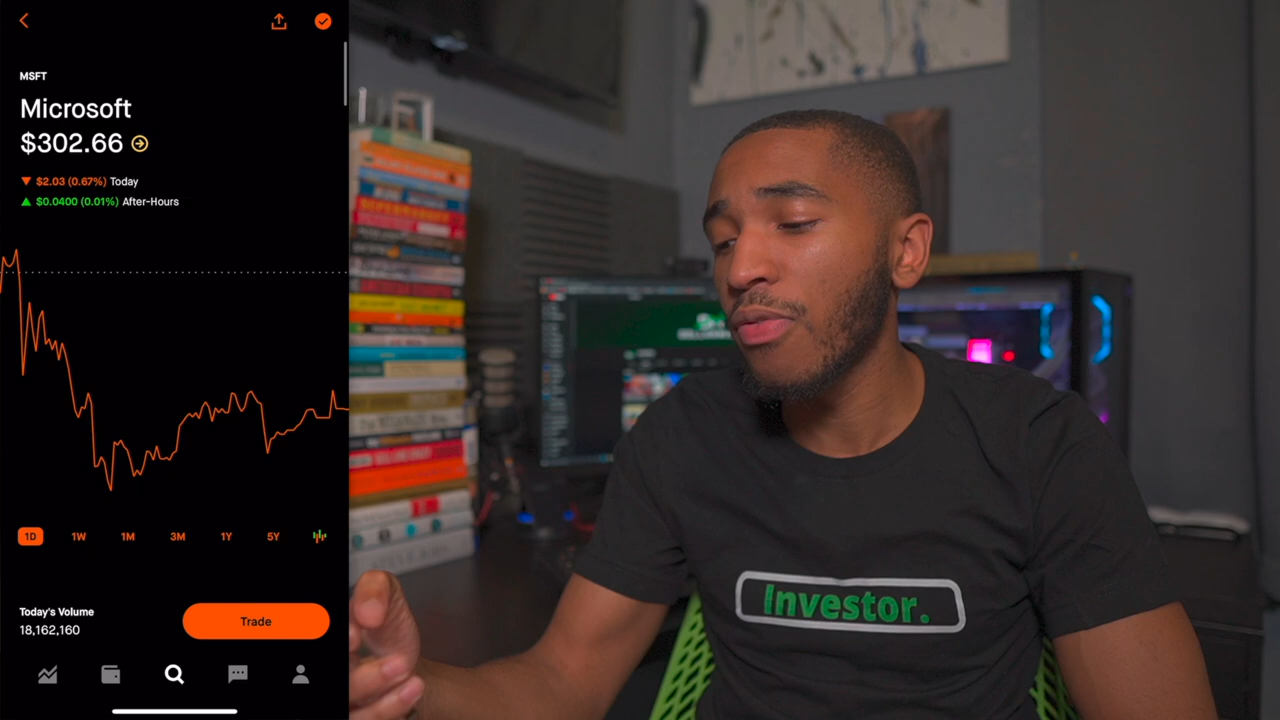 MSFT
Microsoft
$302.66
$2.03 (0.67%) Today
$0.0400 (0.01%) After-Hours
1D 1W 1M 3M 1Y 5Y
Today's Volume
18,162,160
Trade
Investor.